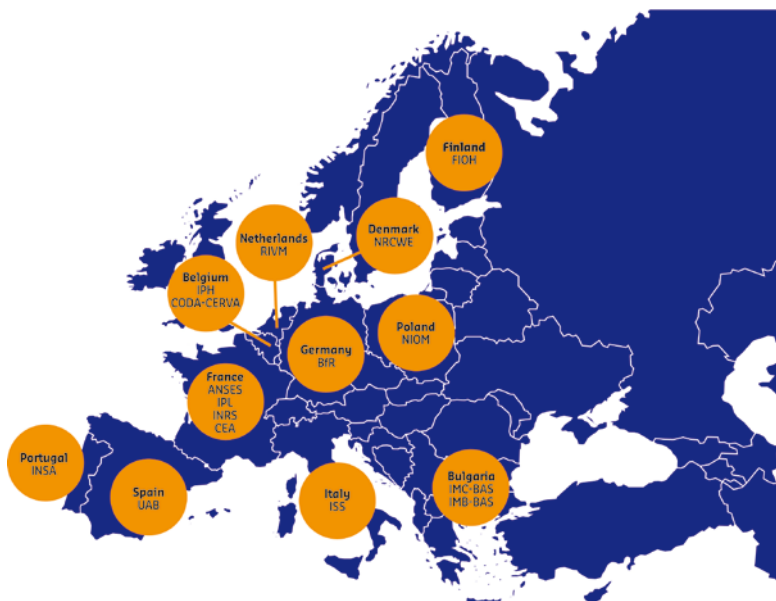 Finland
FIOH
Netherlands
RIVM
Denmark
NRCWE
Belgium
IPH
CODA-CERVA
Poland
NIOM
Germany
BfR
France
ANSES
IPL
INRS
CEA
Portugal
INSA
Spain
UAB
Italy
ISS
Bulgaria
IMC-BAS
IMB-BAS